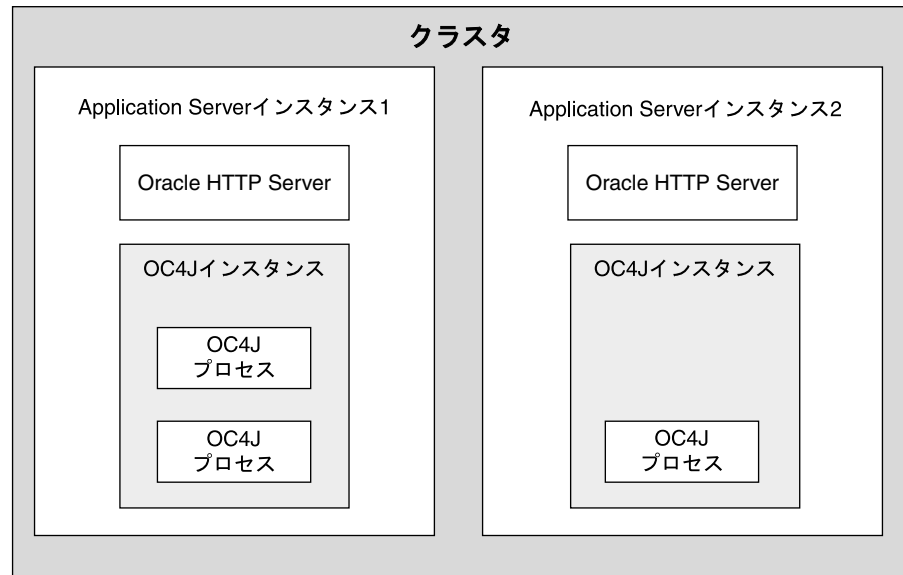 クラスタ
Application Serverインスタンス1
Oracle HTTP Server
OC4Jインスタンス
OC4J
プロセス
OC4J
プロセス
Application Serverインスタンス2
Oracle HTTP Server
OC4Jインスタンス
OC4J
プロセス